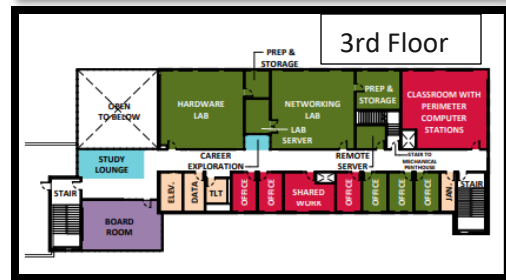 3rd Floor
PREP &
STORAGE
OPEN
TO BELOW
HARDWARE
LAB
NETWORKING
LAB
PREP &
STORAGE
CLASSROOM WITH
PERIMETER
COMPUTER
STATIONS
LAB
SERVER
STUDY
LOUNGE
CAREER
EXPLORATION
REMOTE
SERVER
STAIR TO
MECHANICAL
PENTHOUSE
STAIR
ELEV.
DATA
TLT
OFFICE
OFFICE
SHARED
WORK
OFFICE
OFFICE
OFFICE
OFFICE
JAN.
STAIR
BOARD
ROOM